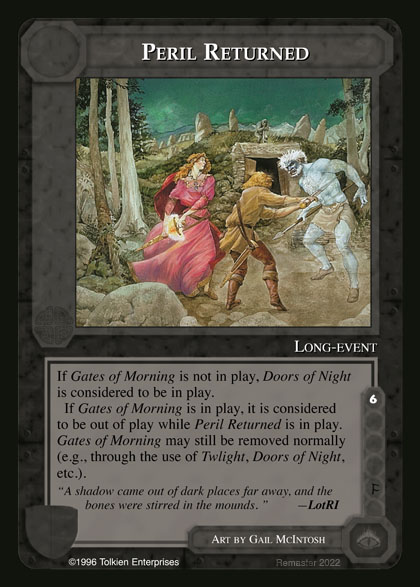 PERIL RETURNED
LONG-EVENT
If Gates of Morning is not in play, Doors of Night
is considered to be in play.
If Gates of Morning is in play, it is considered
to be out of play while Peril Returned is in play.
Gates of Morning may still be removed normally
(e.g., through the use of Twlight, Doors of Night,
etc.).
“A shadow came out of dark places far away, and the
bones were stirred in the mounds. ” —LotRI
6
ART BY GAIL MCINTOSH
©1996 Tolkien Enterprises
Remaster 2022